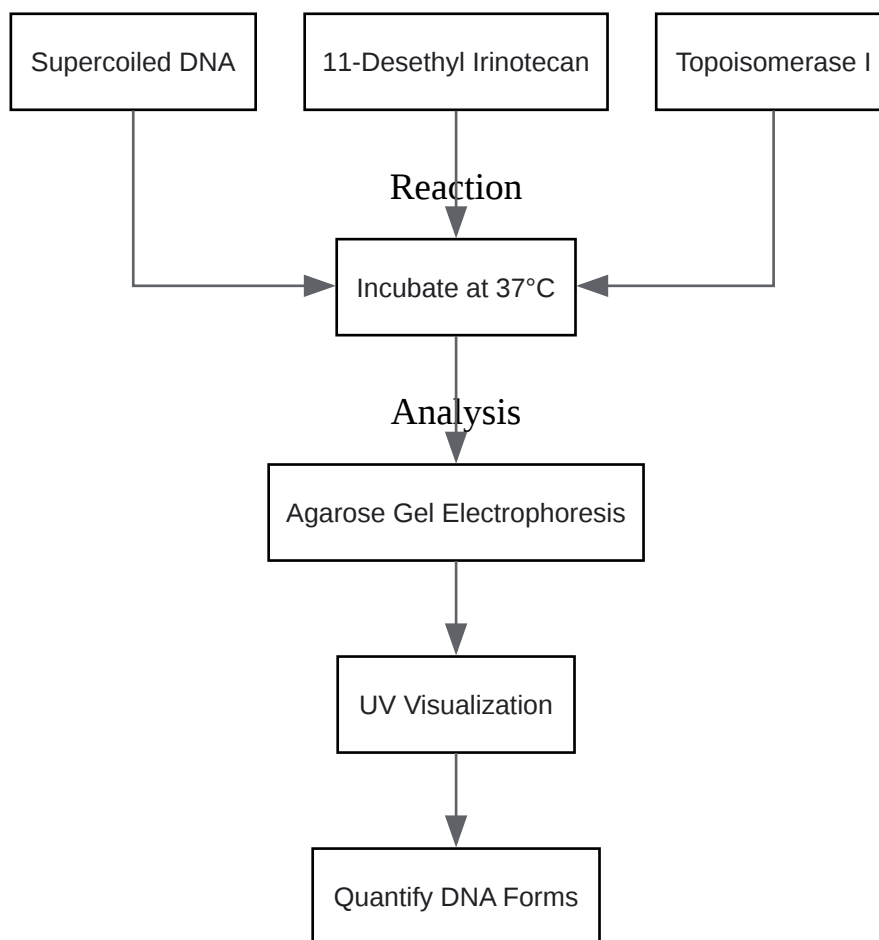 Supercoiled DNA
11-Desethyl Irinotecan
Topoisomerase I
Reaction
Incubate at 37°C
Analysis
Agarose Gel Electrophoresis
UV Visualization
Quantify DNA Forms